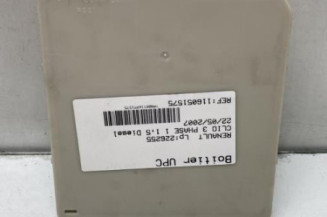 Boitier UPC
RENAULT Lp:226255
CLIO 3 PHASE 1 1.5 Diesel
22/05/2007
REF:116051575